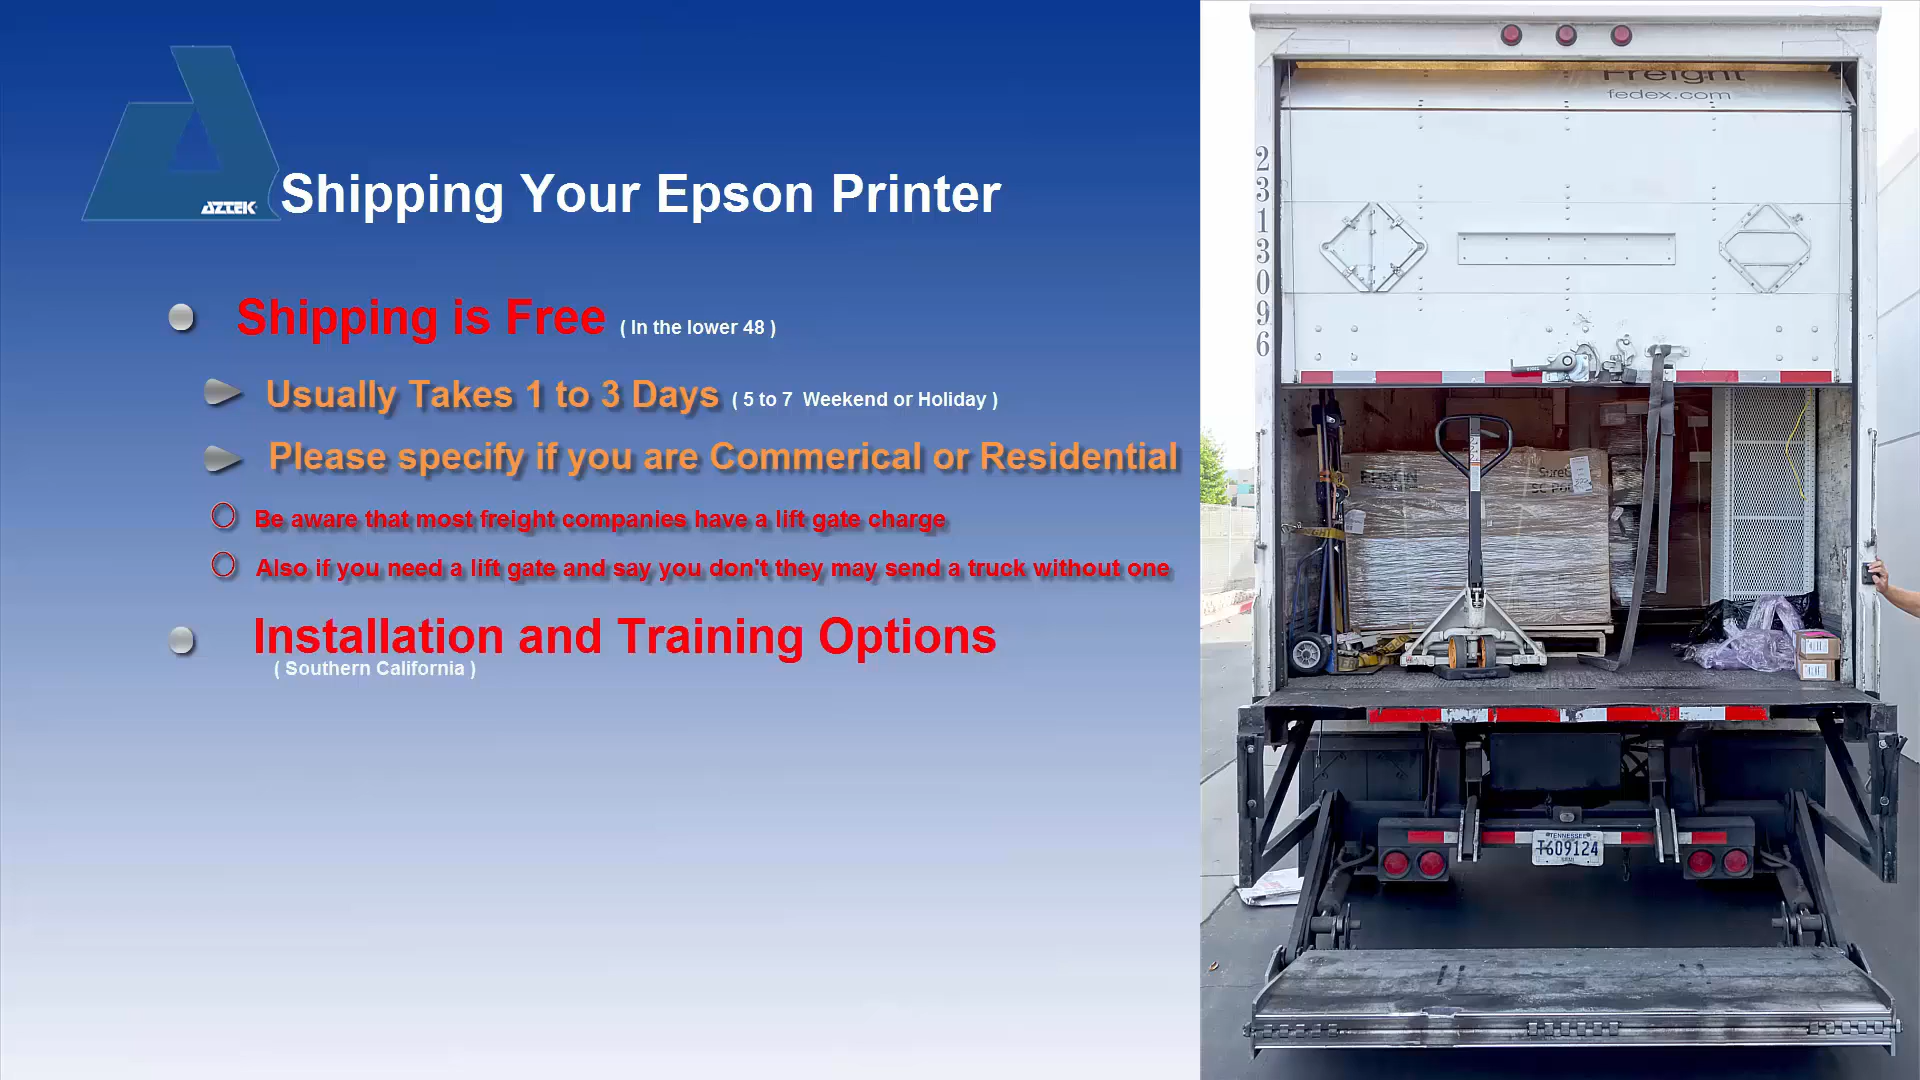 AZTEK
Shipping Your Epson Printer
Shipping is Free ( In the lower 48 )
Usually Takes 1 to 3 Days ( 5 to 7 Weekend or Holiday )
Please specify if you are Commerical or Residential
Be aware that most freight companies have a lift gate charge
Also if you need a lift gate and say you don't they may send a truck without one
Installation and Training Options
( Southern California )
Freight
fedex.com
2313096
EPSON
TENNESSEE
T609124